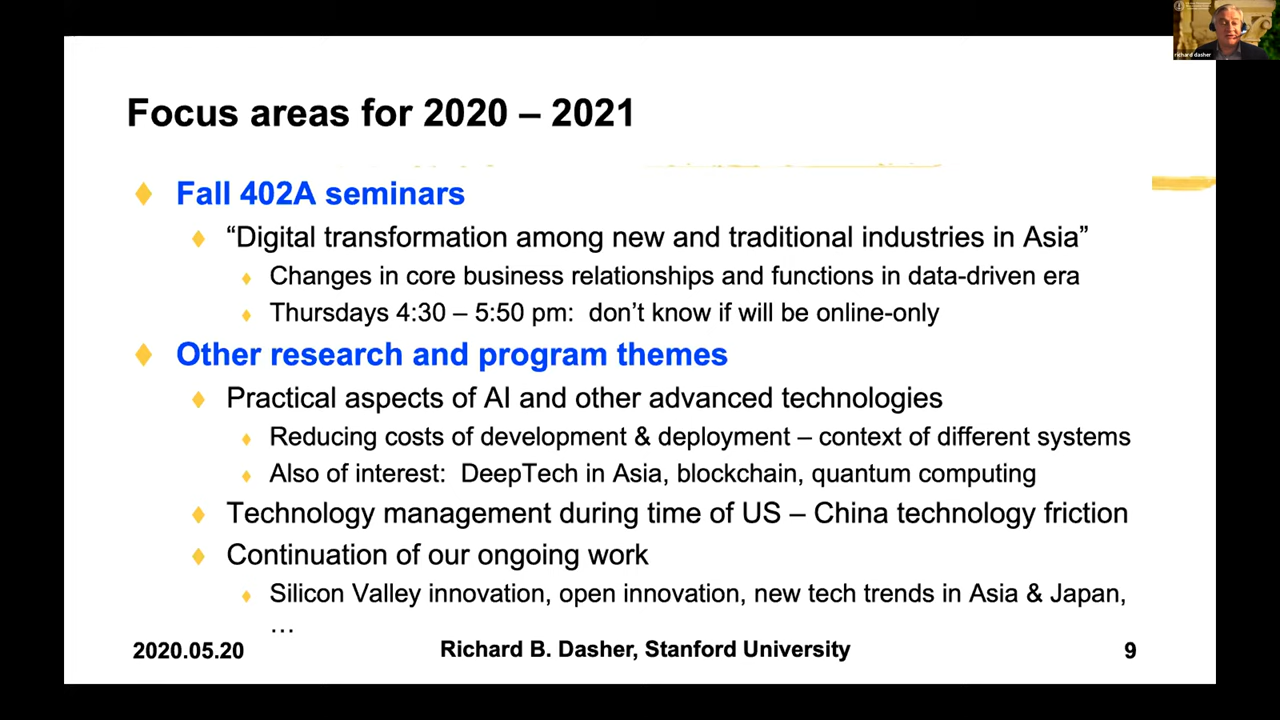 richard dasher
Focus areas for 2020 – 2021
Fall 402A seminars
“Digital transformation among new and traditional industries in Asia”
Changes in core business relationships and functions in data-driven era
Thursdays 4:30 – 5:50 pm:  don’t know if will be online-only
Other research and program themes
Practical aspects of AI and other advanced technologies
Reducing costs of development & deployment – context of different systems
Also of interest:  DeepTech in Asia, blockchain, quantum computing
Technology management during time of US – China technology friction
Continuation of our ongoing work
Silicon Valley innovation, open innovation, new tech trends in Asia & Japan,
…
2020.05.20 Richard B. Dasher, Stanford University 9